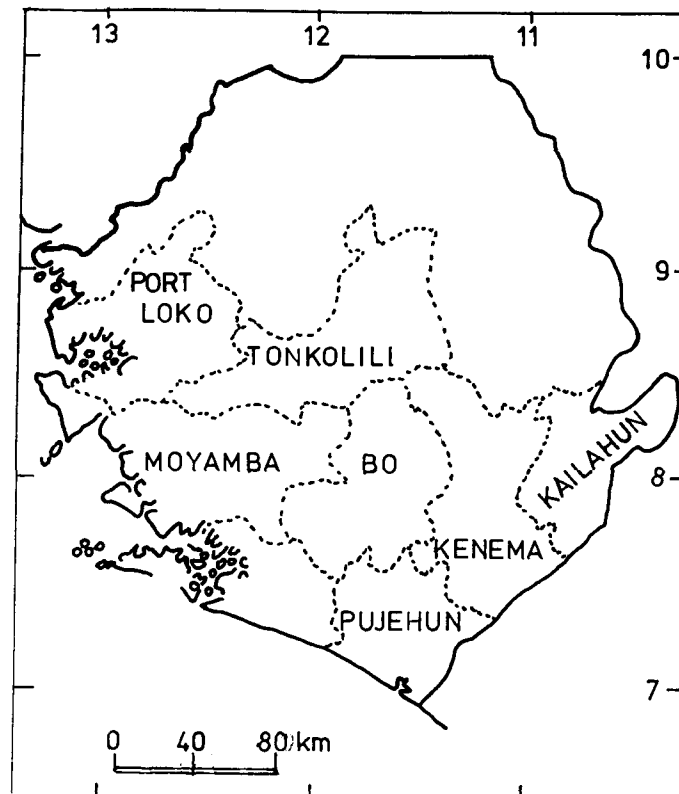 13 12 11
10
9
PORT
LOKO
TONKOLILI
MOYAMBA BO KAILAHUN
8
KENEMA
PUJEHUN
7
0 40 80 km